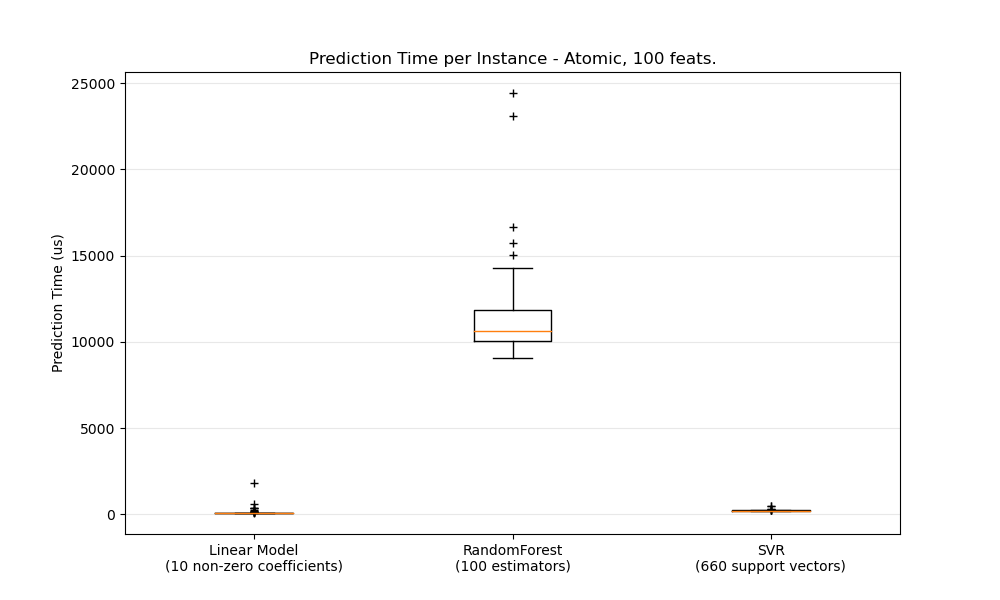 Prediction Time per Instance - Atomic, 100 feats.
Prediction Time (us)
25000
20000
15000
10000
5000
0
Linear Model
(10 non-zero coefficients)
RandomForest
(100 estimators)
SVR
(660 support vectors)